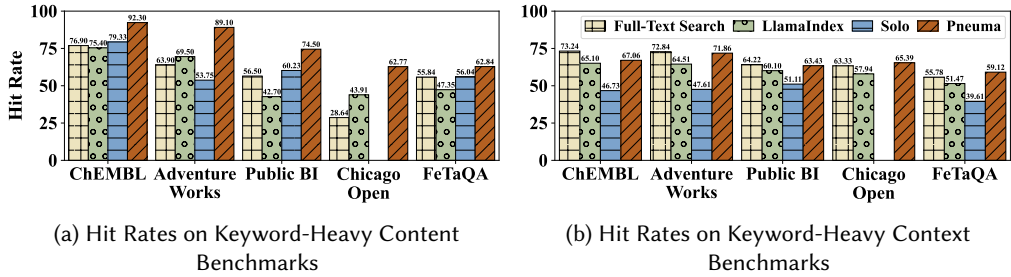 100
75
50
25
0
Hit Rate
76.90 75.40 79.33 92.30
63.90 69.50 53.75 89.10
56.50 42.70 60.23 74.50
28.64 43.91 62.77
55.84 47.35 56.04 62.84
ChEMBL Adventure Works Public BI Chicago Open FeTaQA
(a) Hit Rates on Keyword-Heavy Content
Benchmarks
Full-Text Search LlamaIndex Solo Pneuma
100
75
50
25
0
73.24 65.10 46.73 67.06
72.84 64.51 47.61 71.86
64.22 60.10 51.11 63.43
63.33 57.94 65.39
55.78 51.47 39.61 59.12
ChEMBL Adventure Works Public BI Chicago Open FeTaQA
(b) Hit Rates on Keyword-Heavy Context
Benchmarks